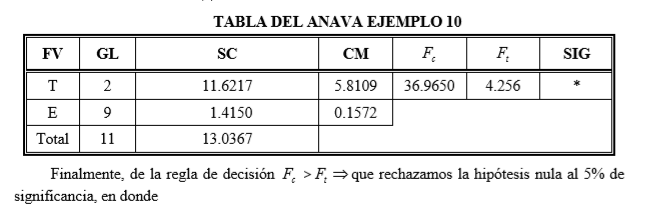 TABLA DEL ANAVA EJEMPLO 10
FV GL SC CM F_c F_t SIG
T 2 11.6217 5.8109 36.9650 4.256 *
E 9 1.4150 0.1572
Total 11 13.0367
Finalmente, de la regla de decisión F_c > F_t ⇒ que rechazamos la hipótesis nula al 5% de
significancia, en donde